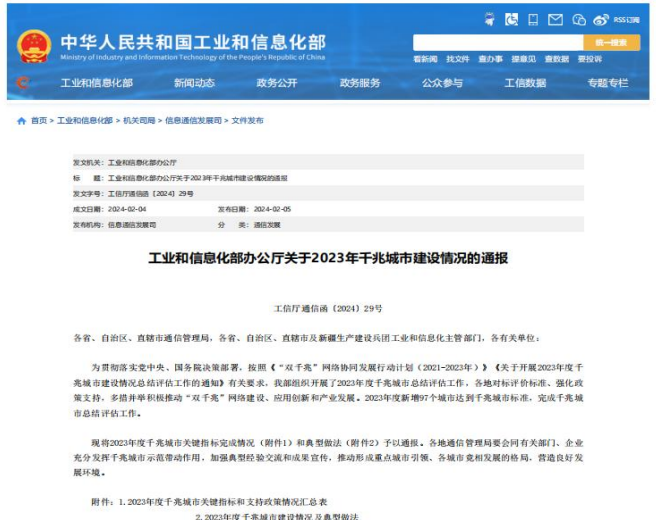 RSS订阅
中华人民共和国工业和信息化部
Ministry of Industry and Information Technology of the People's Republic of China
统一搜索
看新闻 找文件 查办事 提意见 查数据 要投诉
工业和信息化部 新闻动态 政务公开 政务服务 公众参与 工信数据 专题专栏
首页 > 工业和信息化部 > 机关司局 > 信息通信发展司 > 文件发布
发文机关：工业和信息化部办公厅
标 题：工业和信息化部办公厅关于2023年千兆城市建设情况的通报
发文字号：工信厅通信函〔2024〕29号
成文日期：2024-02-04 发布日期：2024-02-05
发布机构：信息通信发展司 分 类：通信发展
工业和信息化部办公厅关于2023年千兆城市建设情况的通报
工信厅通信函〔2024〕29号
各省、自治区、直辖市通信管理局，各省、自治区、直辖市及新疆生产建设兵团工业和信息化主管部门，各有关单位：
为贯彻落实党中央、国务院决策部署，按照《“双千兆”网络协同发展行动计划（2021-2023年）》《关于开展2023年度千
兆城市建设情况总结评估工作的通知》有关要求，我部组织开展了2023年度千兆城市总结评估工作，各地对标评价标准、强化政
策支持，多措并举积极推动“双千兆”网络建设、应用创新和产业发展。2023年度新增97个城市达到千兆城市标准，完成千兆城
市总结评估工作。
现将2023年度千兆城市关键指标完成情况（附件1）和典型做法（附件2）予以通报。各地通信管理局要会同有关部门、企业
充分发挥千兆城市示范带动作用，加强典型经验交流和成果宣传，推动形成重点城市引领、各城市竞相发展的格局，营造良好发
展环境。
附件：1.2023年度千兆城市关键指标和支持政策情况汇总表
2.2023年度千兆城市建设情况及典型做法